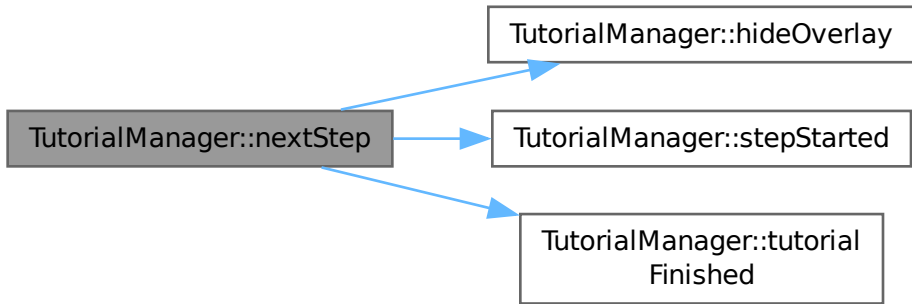 TutorialManager::hideOverlay
TutorialManager::nextStep
TutorialManager::stepStarted
TutorialManager::tutorial
Finished